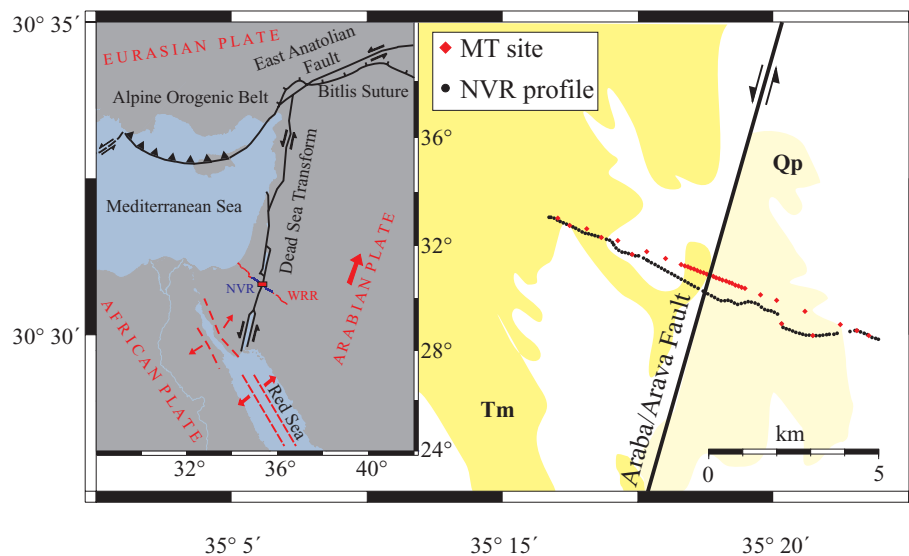 30° 35′
EURASIAN PLATE
East Anatolian
Fault
Alpine Orogenic Belt
Bitlis Suture
36°
Mediterranean Sea
Dead Sea Transform
32°
NVR
WRR
ARABIAN PLATE
AFRICAN PLATE
28°
Red Sea
24°
32°
36°
40°
MT site
NVR profile
Qp
30° 30′
Araba/Arava Fault
Tm
km
0
5
35° 5′
35° 15′
35° 20′